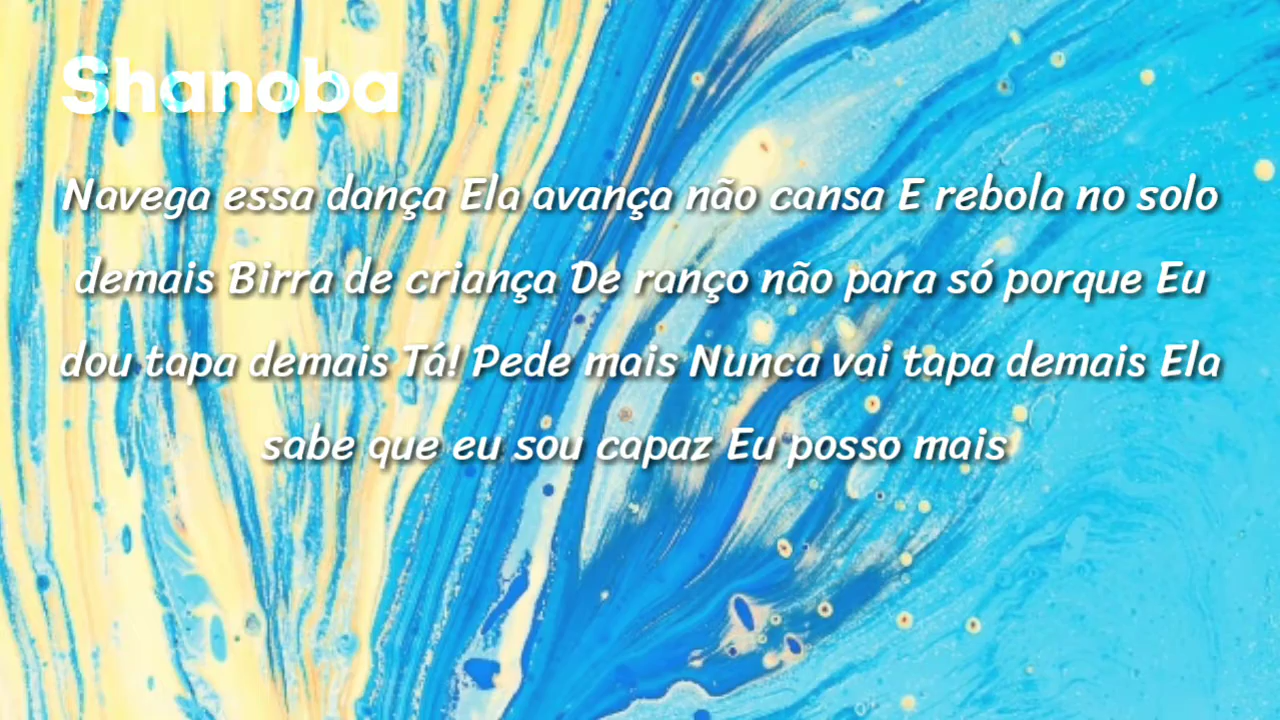 Shanoba
Navega essa dança Ela avança não cansa E rebola no solo
demais Birra de criança De ranço não para só porque Eu
dou tapa demais Tá! Pede mais Nunca vai tapa demais Ela
sabe que eu sou capaz Eu posso mais